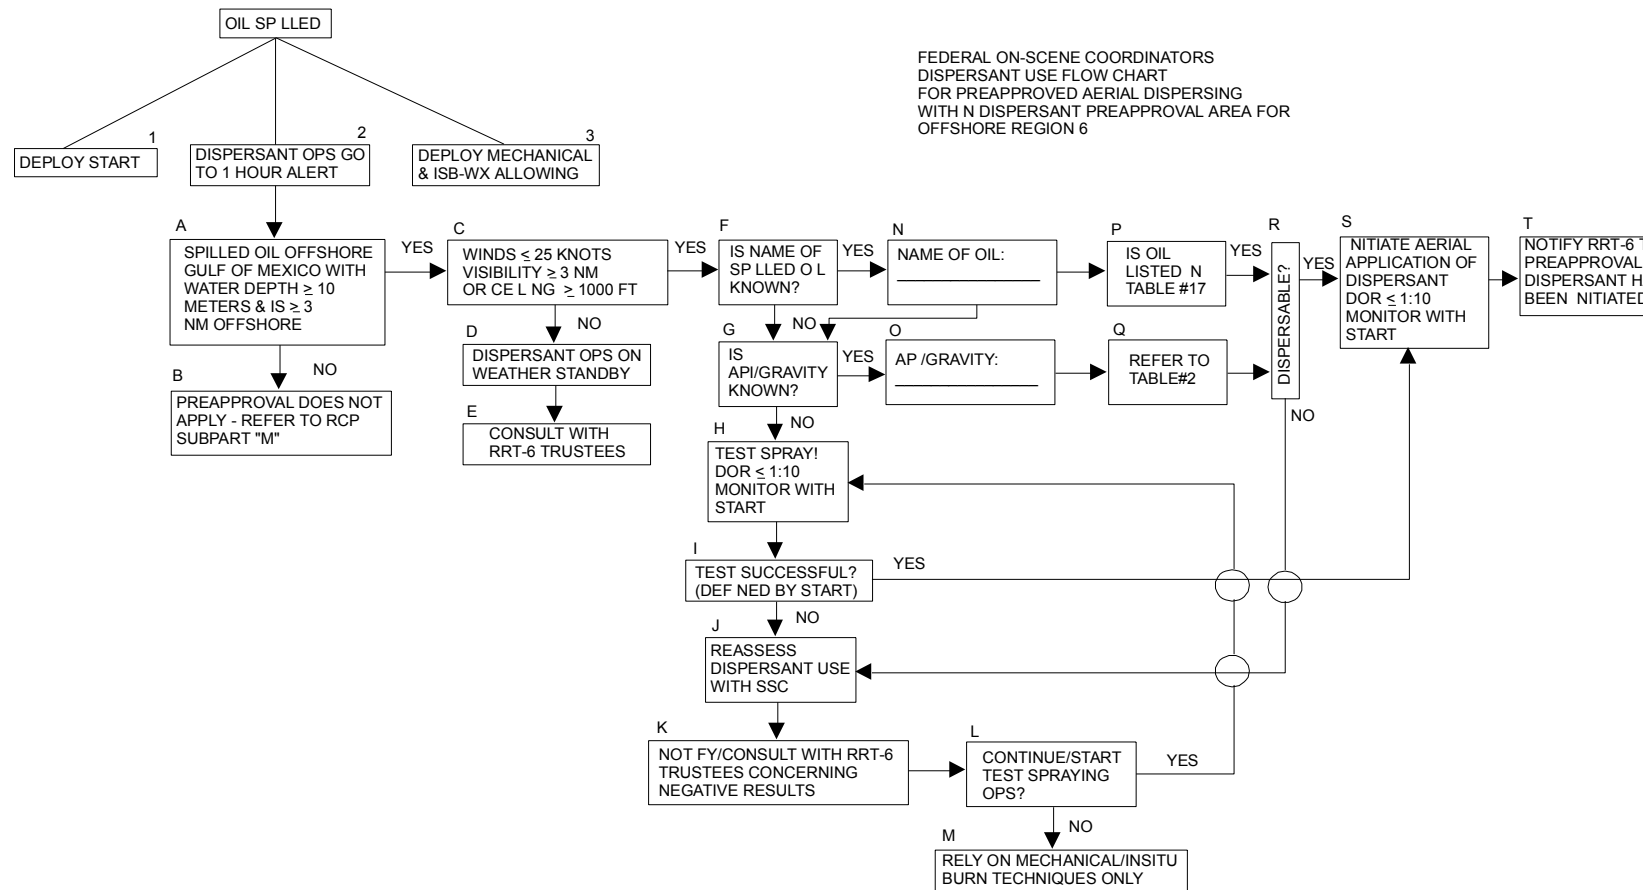 OIL SP LLED
FEDERAL ON-SCENE COORDINATORS
DISPERSANT USE FLOW CHART
FOR PREAPPROVED AERIAL DISPERSING
WITH N DISPERSANT PREAPPROVAL AREA FOR
OFFSHORE REGION 6
1
DEPLOY START
2
DISPERSANT OPS GO
TO 1 HOUR ALERT
3
DEPLOY MECHANICAL
& ISB-WX ALLOWING
A
SPILLED OIL OFFSHORE
GULF OF MEXICO WITH
WATER DEPTH ≥ 10
METERS & IS ≥ 3
NM OFFSHORE
YES
NO
B
PREAPPROVAL DOES NOT
APPLY - REFER TO RCP
SUBPART "M"
C
WINDS ≤ 25 KNOTS
VISIBILITY ≥ 3 NM
OR CE L NG ≥ 1000 FT
YES
NO
D
DISPERSANT OPS ON
WEATHER STANDBY
E
CONSULT WITH
RRT-6 TRUSTEES
F
IS NAME OF
SP LLED O L
KNOWN?
YES
NO
N
NAME OF OIL:
P
IS OIL
LISTED N
TABLE #17
YES
R
DISPERSABLE?
YES
NO
S
NITIATE AERIAL
APPLICATION OF
DISPERSANT
DOR ≤ 1:10
MONITOR WITH
START
T
NOTIFY RRT-6 T
PREAPPROVAL
DISPERSANT H
BEEN NITIATED
G
IS
API/GRAVITY
KNOWN?
YES
NO
O
AP /GRAVITY:
Q
REFER TO
TABLE#2
H
TEST SPRAY!
DOR ≤ 1:10
MONITOR WITH
START
I
TEST SUCCESSFUL?
(DEF NED BY START)
YES
NO
J
REASSESS
DISPERSANT USE
WITH SSC
K
NOT FY/CONSULT WITH RRT-6
TRUSTEES CONCERNING
NEGATIVE RESULTS
L
CONTINUE/START
TEST SPRAYING
OPS?
YES
NO
M
RELY ON MECHANICAL/INSITU
BURN TECHNIQUES ONLY